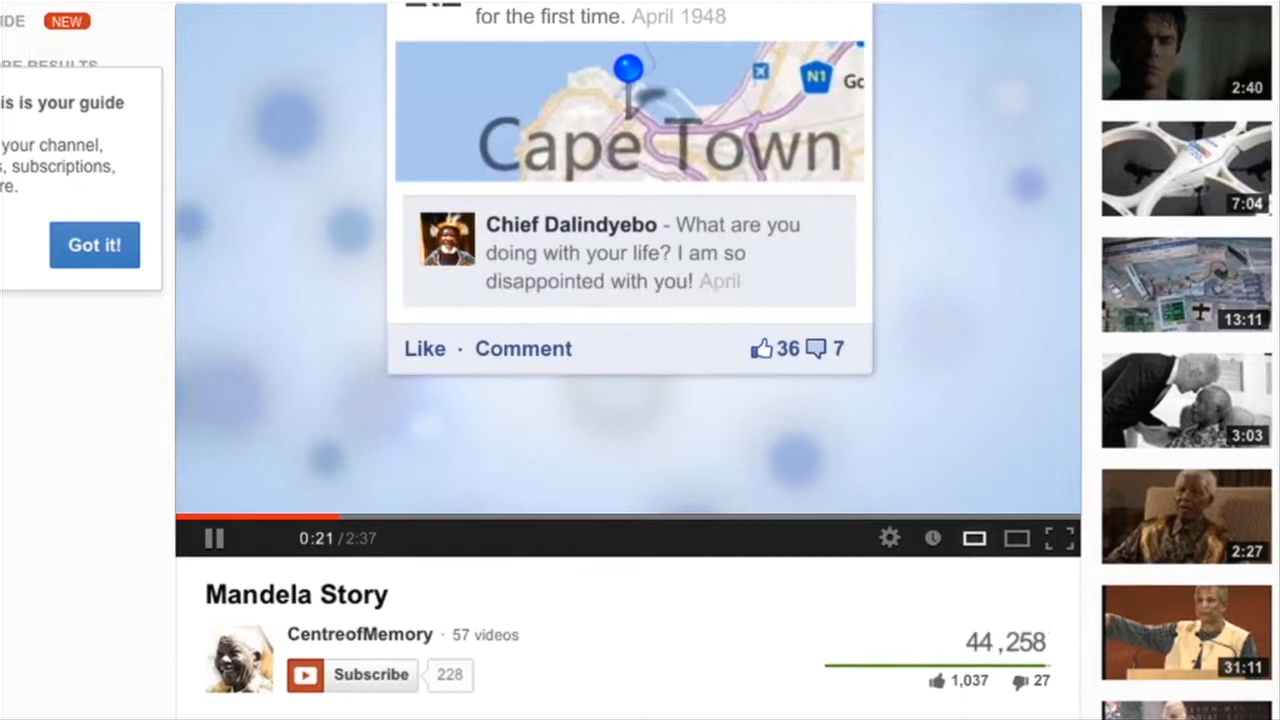 IDE NEW
for the first time. April 1948
N1
Cape Town
is is your guide
your channel,
s, subscriptions,
re.
Got it!
Chief Dalindyebo - What are you
doing with your life? I am so
disappointed with you! April
Like · Comment 36 7
0:21 / 2:37
Mandela Story
CentreofMemory · 57 videos
Subscribe 228
44,258
1,037 27
2:40
7:04
13:11
3:03
2:27
31:11